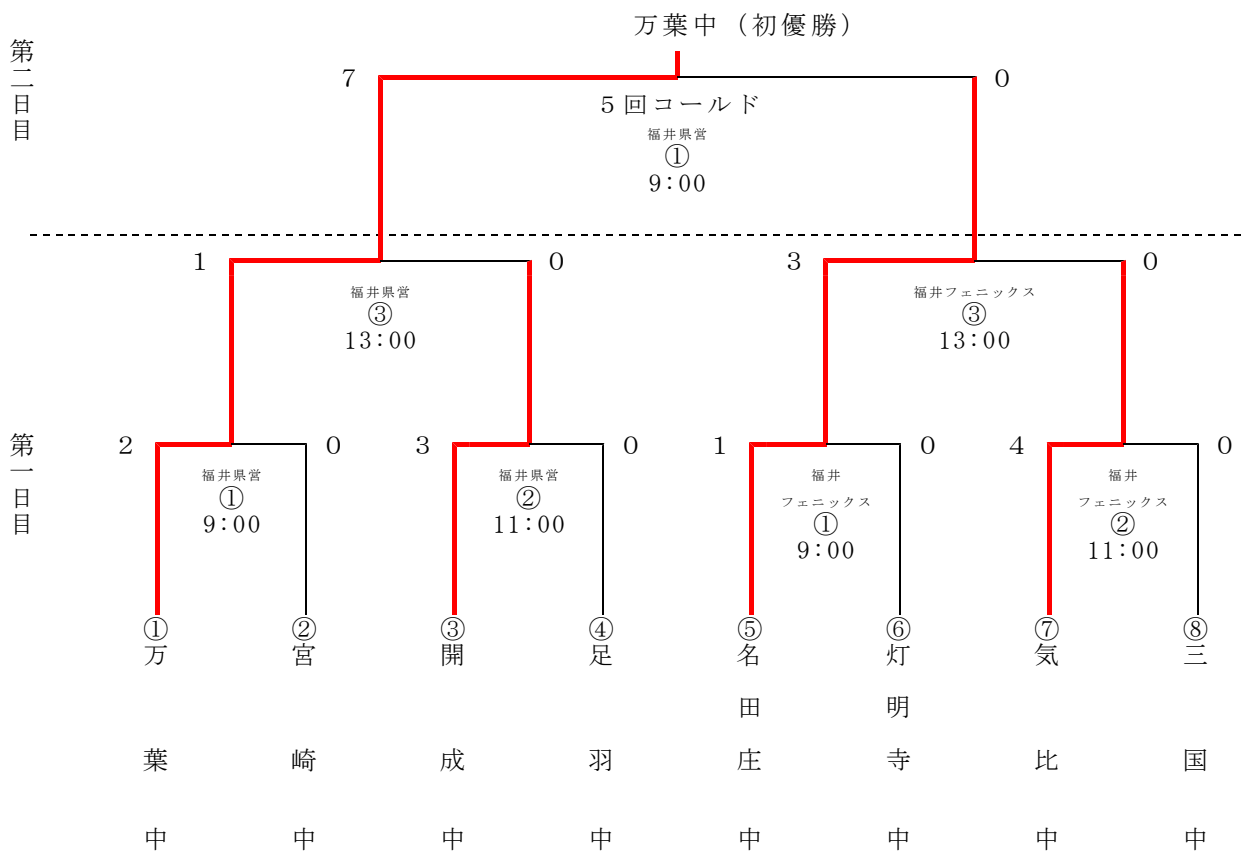 万葉中（初優勝）
第二日目
7
0
5回コールド
福井県営
①
9:00
1
0
3
0
福井県営
③
13:00
福井フェニックス
③
13:00
第一日目
2
0
3
0
1
0
4
0
福井県営
①
9:00
福井県営
②
11:00
福井
フェニックス
①
9:00
福井
フェニックス
②
11:00
①万葉中
②宮崎中
③開成中
④足羽中
⑤名田庄中
⑥灯明寺中
⑦気比中
⑧三国中